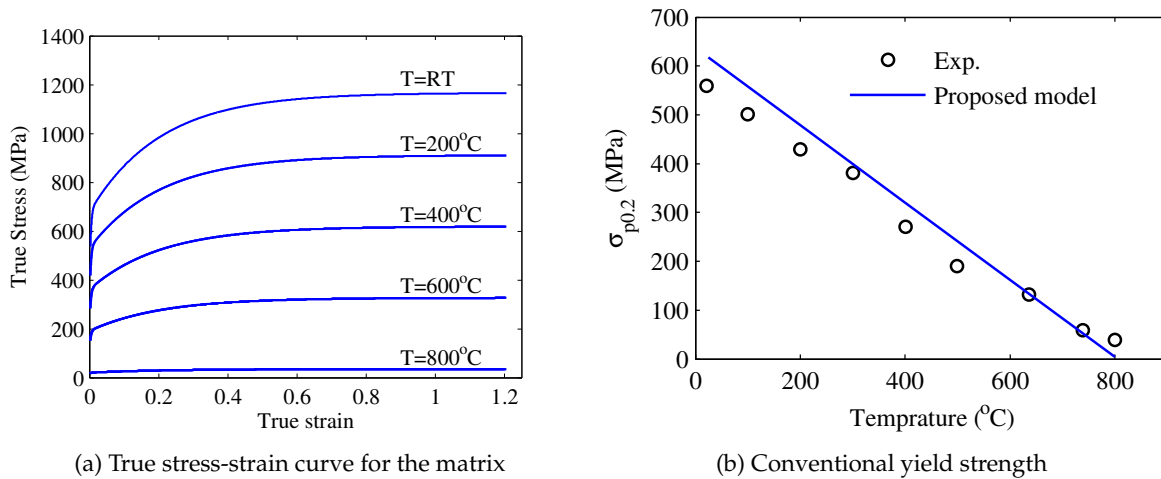 1400
1200
1000
800
600
400
200
0
True Stress (MPa)
T=RT
T=200°C
T=400°C
T=600°C
T=800°C
0 0.2 0.4 0.6 0.8 1 1.2
True strain
(a) True stress-strain curve for the matrix
700
600
500
400
300
200
100
0
σp0.2 (MPa)
Exp.
Proposed model
0 200 400 600 800
Temprature (°C)
(b) Conventional yield strength